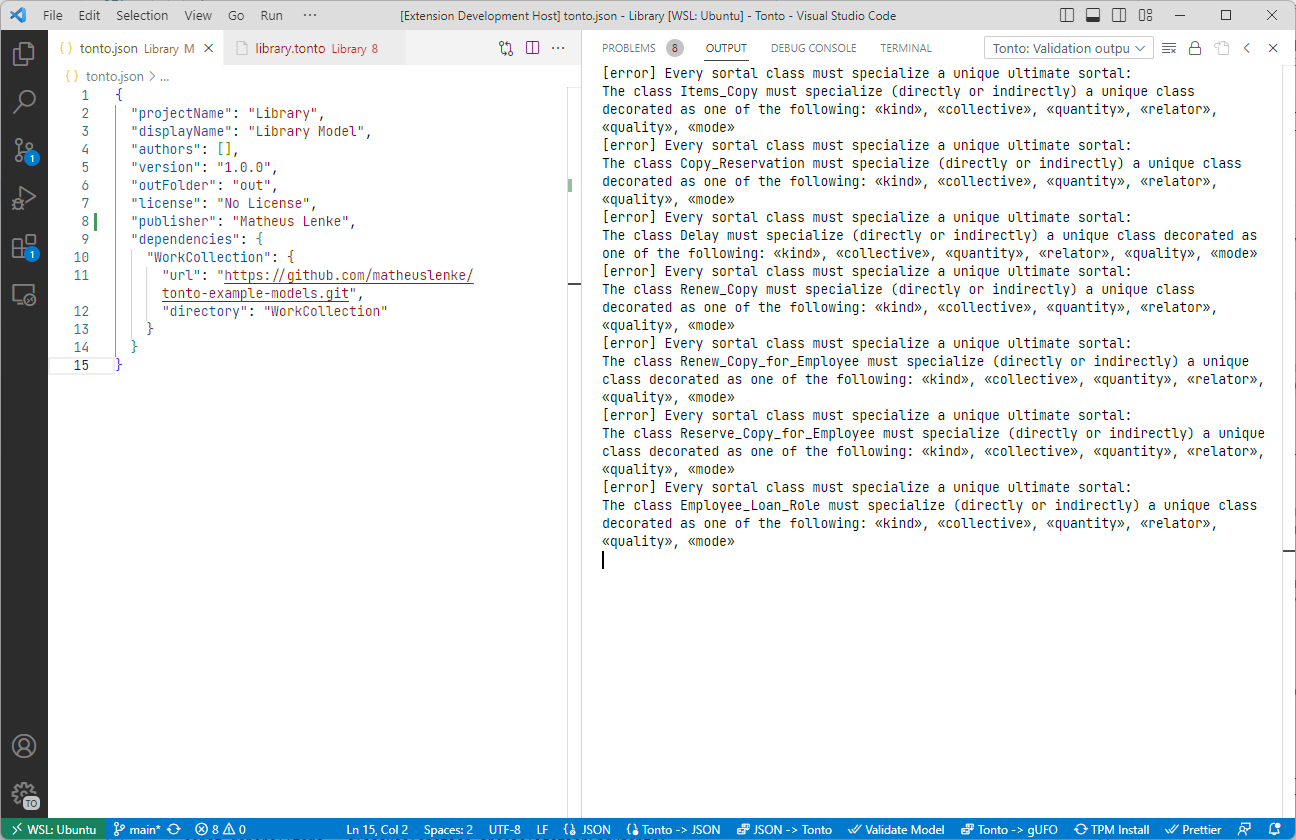 File Edit Selection View Go Run ··· [Extension Development Host] tonto.json - Library [WSL: Ubuntu] - Tonto - Visual Studio Code
{} tonto.json Library M library.tonto Library 8
{} tonto.json > ...
1 {
2 "projectName": "Library",
3 "displayName": "Library Model",
4 "authors": [],
5 "version": "1.0.0",
6 "outFolder": "out",
7 "license": "No License",
8 "publisher": "Matheus Lenke",
9 "dependencies": {
10 "WorkCollection": {
11 "url": "https://github.com/matheuslenke/
tonto-example-models.git",
12 "directory": "WorkCollection"
13 }
14 }
15 }
PROBLEMS 8 OUTPUT DEBUG CONSOLE TERMINAL Tonto: Validation outpu
[error] Every sortal class must specialize a unique ultimate sortal:
The class Items_Copy must specialize (directly or indirectly) a unique class
decorated as one of the following: «kind», «collective», «quantity», «relator»,
«quality», «mode»
[error] Every sortal class must specialize a unique ultimate sortal:
The class Copy_Reservation must specialize (directly or indirectly) a unique class
decorated as one of the following: «kind», «collective», «quantity», «relator»,
«quality», «mode»
[error] Every sortal class must specialize a unique ultimate sortal:
The class Delay must specialize (directly or indirectly) a unique class decorated as
one of the following: «kind», «collective», «quantity», «relator», «quality», «mode»
[error] Every sortal class must specialize a unique ultimate sortal:
The class Renew_Copy must specialize (directly or indirectly) a unique class
decorated as one of the following: «kind», «collective», «quantity», «relator»,
«quality», «mode»
[error] Every sortal class must specialize a unique ultimate sortal:
The class Renew_Copy_for_Employee must specialize (directly or indirectly) a unique
class decorated as one of the following: «kind», «collective», «quantity», «relator»,
«quality», «mode»
[error] Every sortal class must specialize a unique ultimate sortal:
The class Reserve_Copy_for_Employee must specialize (directly or indirectly) a unique
class decorated as one of the following: «kind», «collective», «quantity», «relator»,
«quality», «mode»
[error] Every sortal class must specialize a unique ultimate sortal:
The class Employee_Loan_Role must specialize (directly or indirectly) a unique class
decorated as one of the following: «kind», «collective», «quantity», «relator»,
«quality», «mode»
1
1
TO
WSL: Ubuntu main* 8 0 Ln 15, Col 2 Spaces: 2 UTF-8 LF JSON Tonto -> JSON JSON -> Tonto Validate Model Tonto -> gUFO TPM Install Prettier